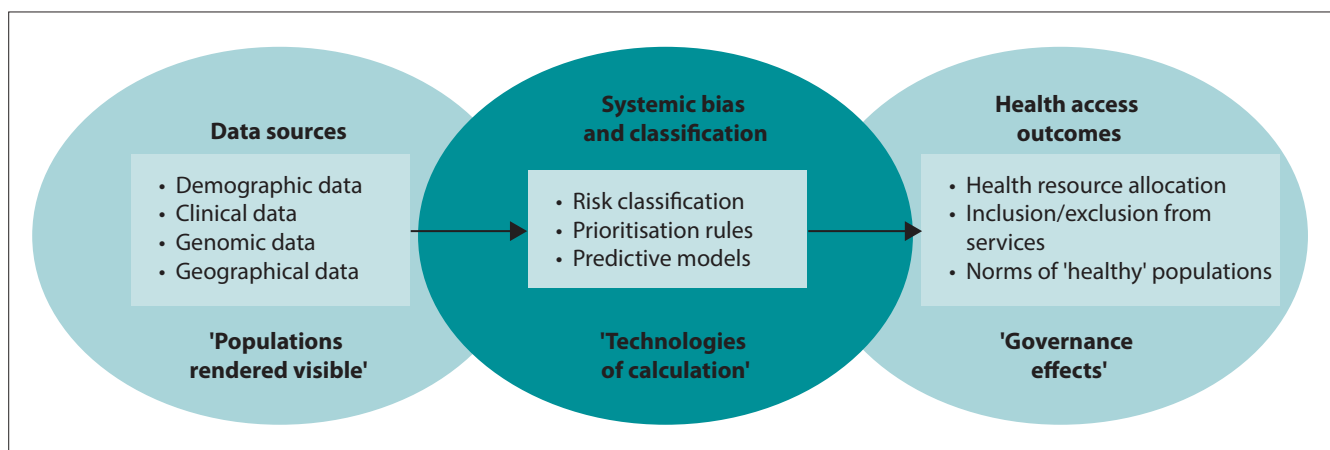 Data sources
• Demographic data
• Clinical data
• Genomic data
• Geographical data
'Populations
rendered visible'
Systemic bias
and classification
• Risk classification
• Prioritisation rules
• Predictive models
'Technologies
of calculation'
Health access
outcomes
• Health resource allocation
• Inclusion/exclusion from
services
• Norms of 'healthy' populations
'Governance
effects'